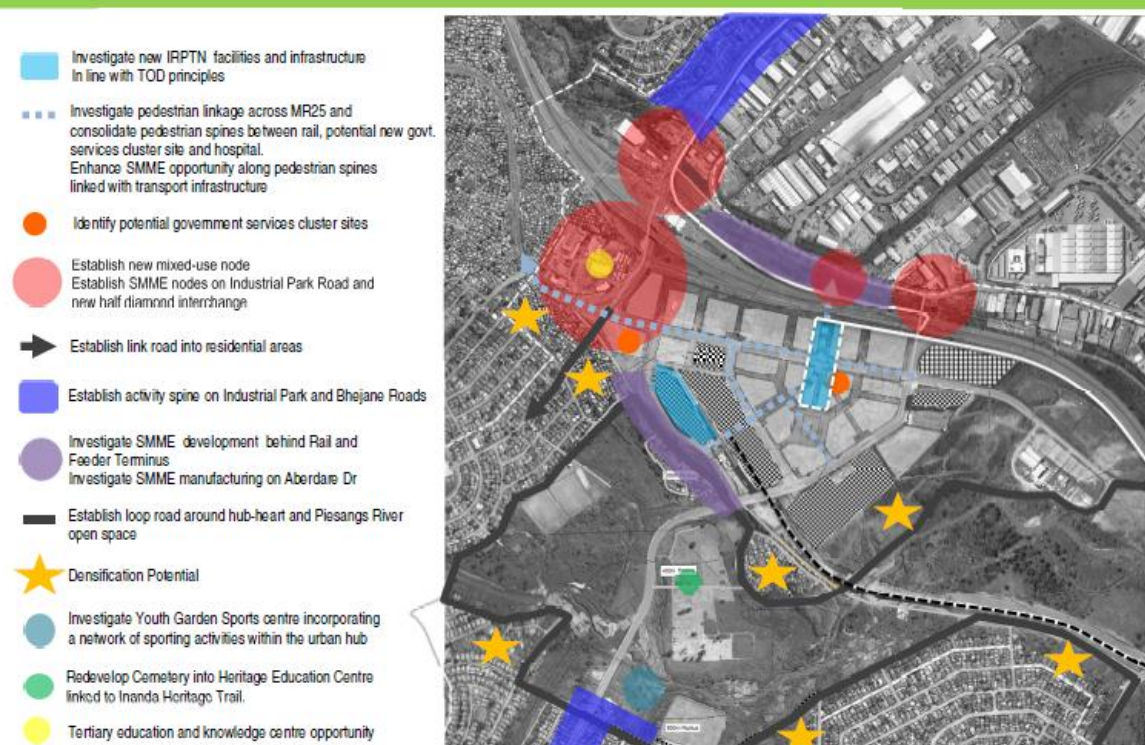 Investigate new IRPTN facilities and infrastructure
In line with TOD principles
Investigate pedestrian linkage across MR25 and
consolidate pedestrian spines between rail, potential new govt.
services cluster site and hospital.
Enhance SMME opportunity along pedestrian spines
linked with transport infrastructure
Identify potential government services cluster sites
Establish new mixed-use node
Establish SMME nodes on Industrial Park Road and
new half diamond interchange
Establish link road into residential areas
Establish activity spine on Industrial Park and Bhejane Roads
Investigate SMME development behind Rail and
Feeder Terminus
Investigate SMME manufacturing on Aberdare Dr
Establish loop road around hub-heart and Piesangs River
open space
Densification Potential
Investigate Youth Garden Sports centre incorporating
a network of sporting activities within the urban hub
Redevelop Cemetery into Heritage Education Centre
linked to Inanda Heritage Trail.
Tertiary education and knowledge centre opportunity